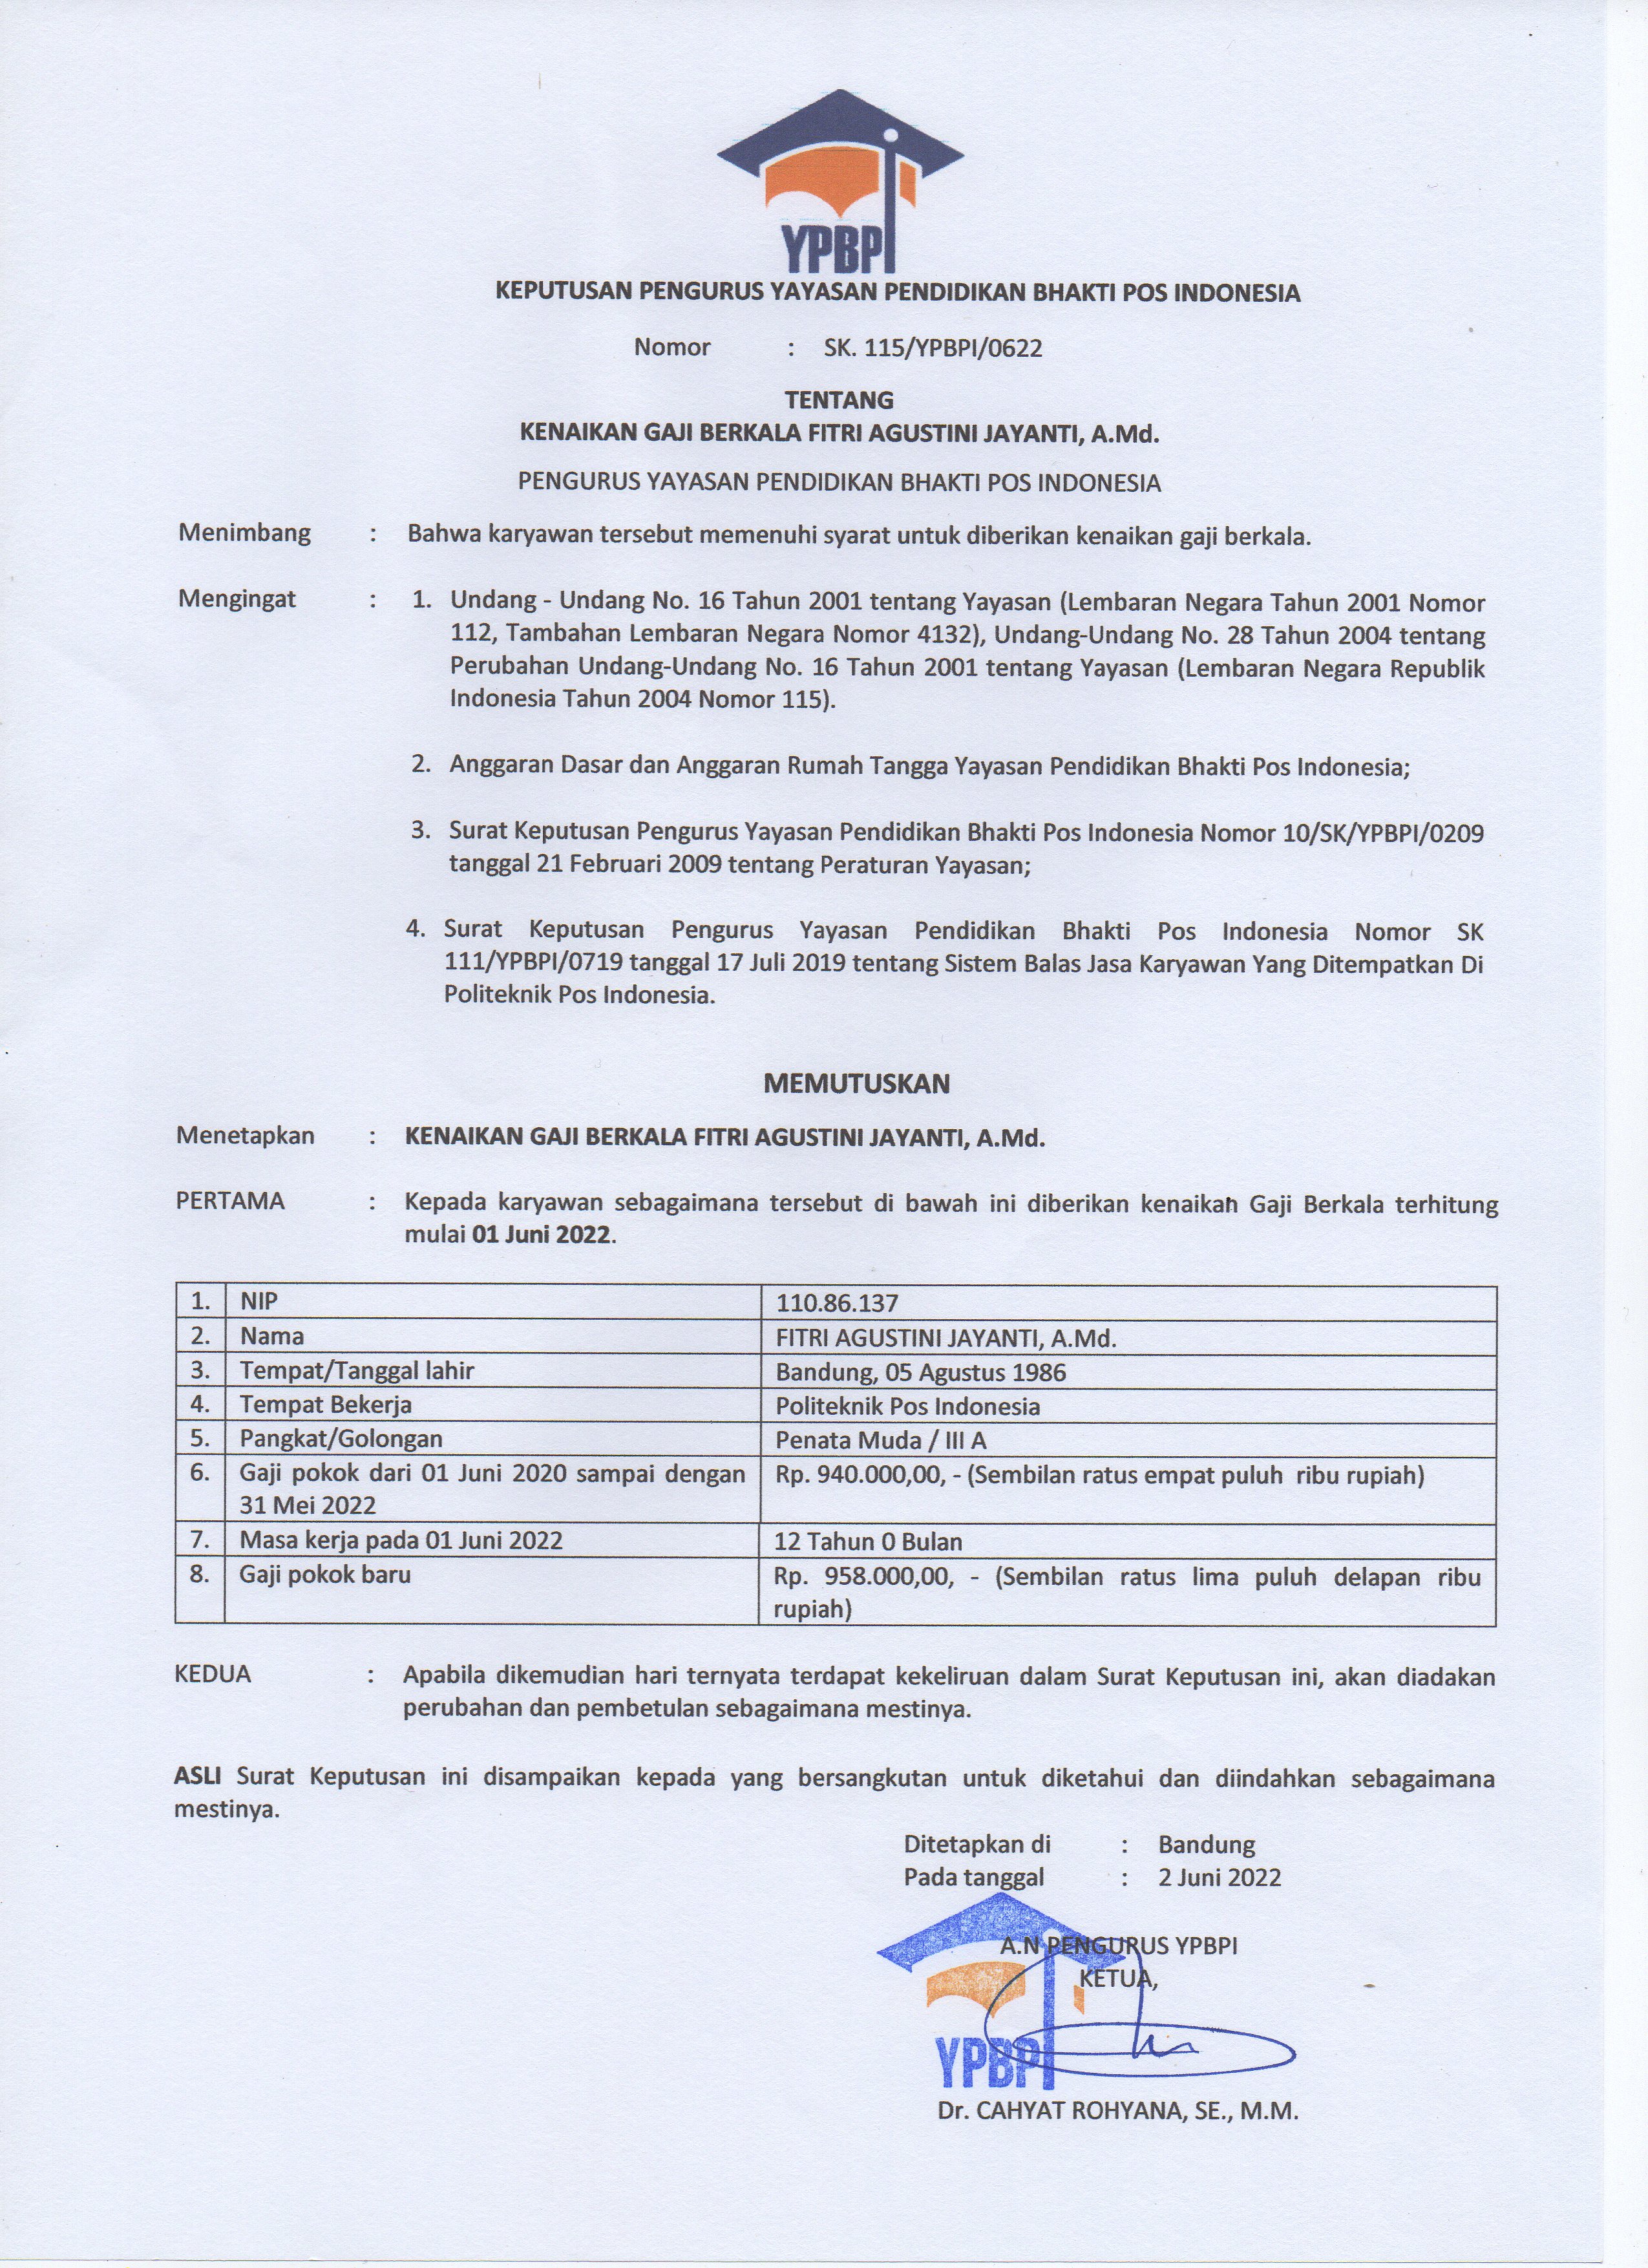 YPBPI
KEPUTUSAN PENGURUS YAYASAN PENDIDIKAN BHAKTI POS INDONESIA
Nomor : SK. 115/YPBPI/0622
TENTANG
KENAIKAN GAJI BERKALA FITRI AGUSTINI JAYANTI, A.Md.
PENGURUS YAYASAN PENDIDIKAN BHAKTI POS INDONESIA
Menimbang : Bahwa karyawan tersebut memenuhi syarat untuk diberikan kenaikan gaji berkala.
Mengingat : 1. Undang - Undang No. 16 Tahun 2001 tentang Yayasan (Lembaran Negara Tahun 2001 Nomor
112, Tambahan Lembaran Negara Nomor 4132), Undang-Undang No. 28 Tahun 2004 tentang
Perubahan Undang-Undang No. 16 Tahun 2001 tentang Yayasan (Lembaran Negara Republik
Indonesia Tahun 2004 Nomor 115).
2. Anggaran Dasar dan Anggaran Rumah Tangga Yayasan Pendidikan Bhakti Pos Indonesia;
3. Surat Keputusan Pengurus Yayasan Pendidikan Bhakti Pos Indonesia Nomor 10/SK/YPBPI/0209
tanggal 21 Februari 2009 tentang Peraturan Yayasan;
4. Surat Keputusan Pengurus Yayasan Pendidikan Bhakti Pos Indonesia Nomor SK
111/YPBPI/0719 tanggal 17 Juli 2019 tentang Sistem Balas Jasa Karyawan Yang Ditempatkan Di
Politeknik Pos Indonesia.
MEMUTUSKAN
Menetapkan : KENAIKAN GAJI BERKALA FITRI AGUSTINI JAYANTI, A.Md.
PERTAMA : Kepada karyawan sebagaimana tersebut di bawah ini diberikan kenaikan Gaji Berkala terhitung
mulai 01 Juni 2022.
1. NIP 110.86.137
2. Nama FITRI AGUSTINI JAYANTI, A.Md.
3. Tempat/Tanggal lahir Bandung, 05 Agustus 1986
4. Tempat Bekerja Politeknik Pos Indonesia
5. Pangkat/Golongan Penata Muda / III A
6. Gaji pokok dari 01 Juni 2020 sampai dengan Rp. 940.000,00, - (Sembilan ratus empat puluh ribu rupiah)
31 Mei 2022
7. Masa kerja pada 01 Juni 2022 12 Tahun 0 Bulan
8. Gaji pokok baru Rp. 958.000,00, - (Sembilan ratus lima puluh delapan ribu
rupiah)
KEDUA : Apabila dikemudian hari ternyata terdapat kekeliruan dalam Surat Keputusan ini, akan diadakan
perubahan dan pembetulan sebagaimana mestinya.
ASLI Surat Keputusan ini disampaikan kepada yang bersangkutan untuk diketahui dan diindahkan sebagaimana
mestinya.
Ditetapkan di : Bandung
Pada tanggal : 2 Juni 2022
A.N PENGURUS YPBPI
KETUA,
YPBPI
Dr. CAHYAT ROHYANA, SE., M.M.